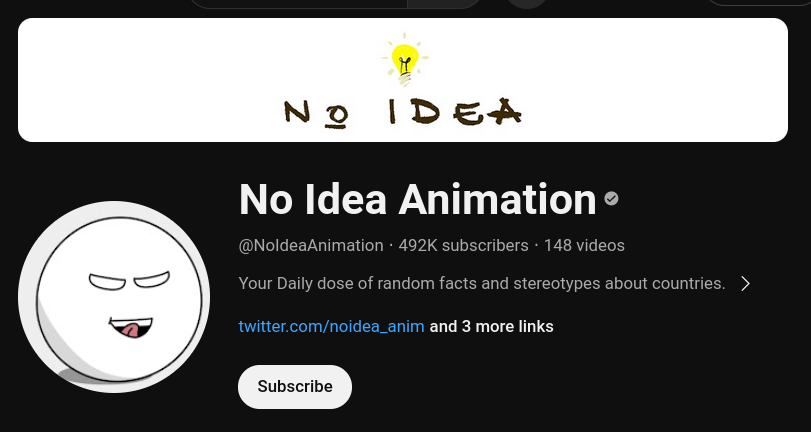 No IDEA
No Idea Animation
@NoIdeaAnimation · 492K subscribers · 148 videos
Your Daily dose of random facts and stereotypes about countries.
twitter.com/noidea_anim and 3 more links
Subscribe